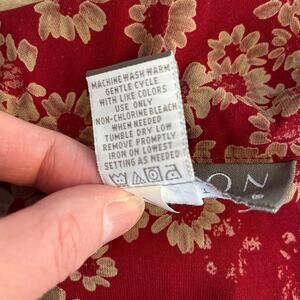 MACHINE WASH WARM
GENTLE CYCLE
WITH LIKE COLORS
USE ONLY
NON-CHLORINE BLEACH
WHEN NEEDED
TUMBLE DRY LOW
REMOVE PROMPTLY
IRON ON LOWEST
SETTING AS NEEDED
ON